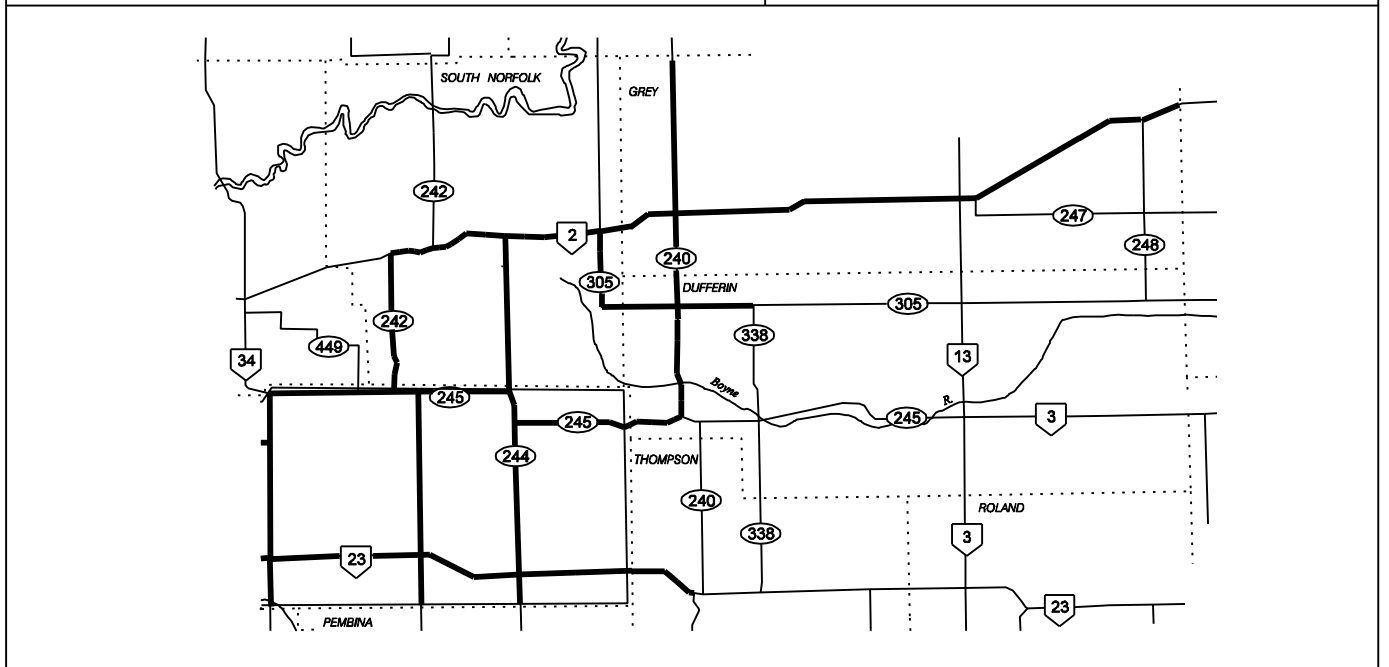 SOUTH NORFOLK
GREY
242
247
2
248
240
305
DUFFERIN
305
242
338
449
13
34
Boyne
R.
245
245
245
3
244
THOMPSON
240
ROLAND
338
3
23
23
PEMBINA